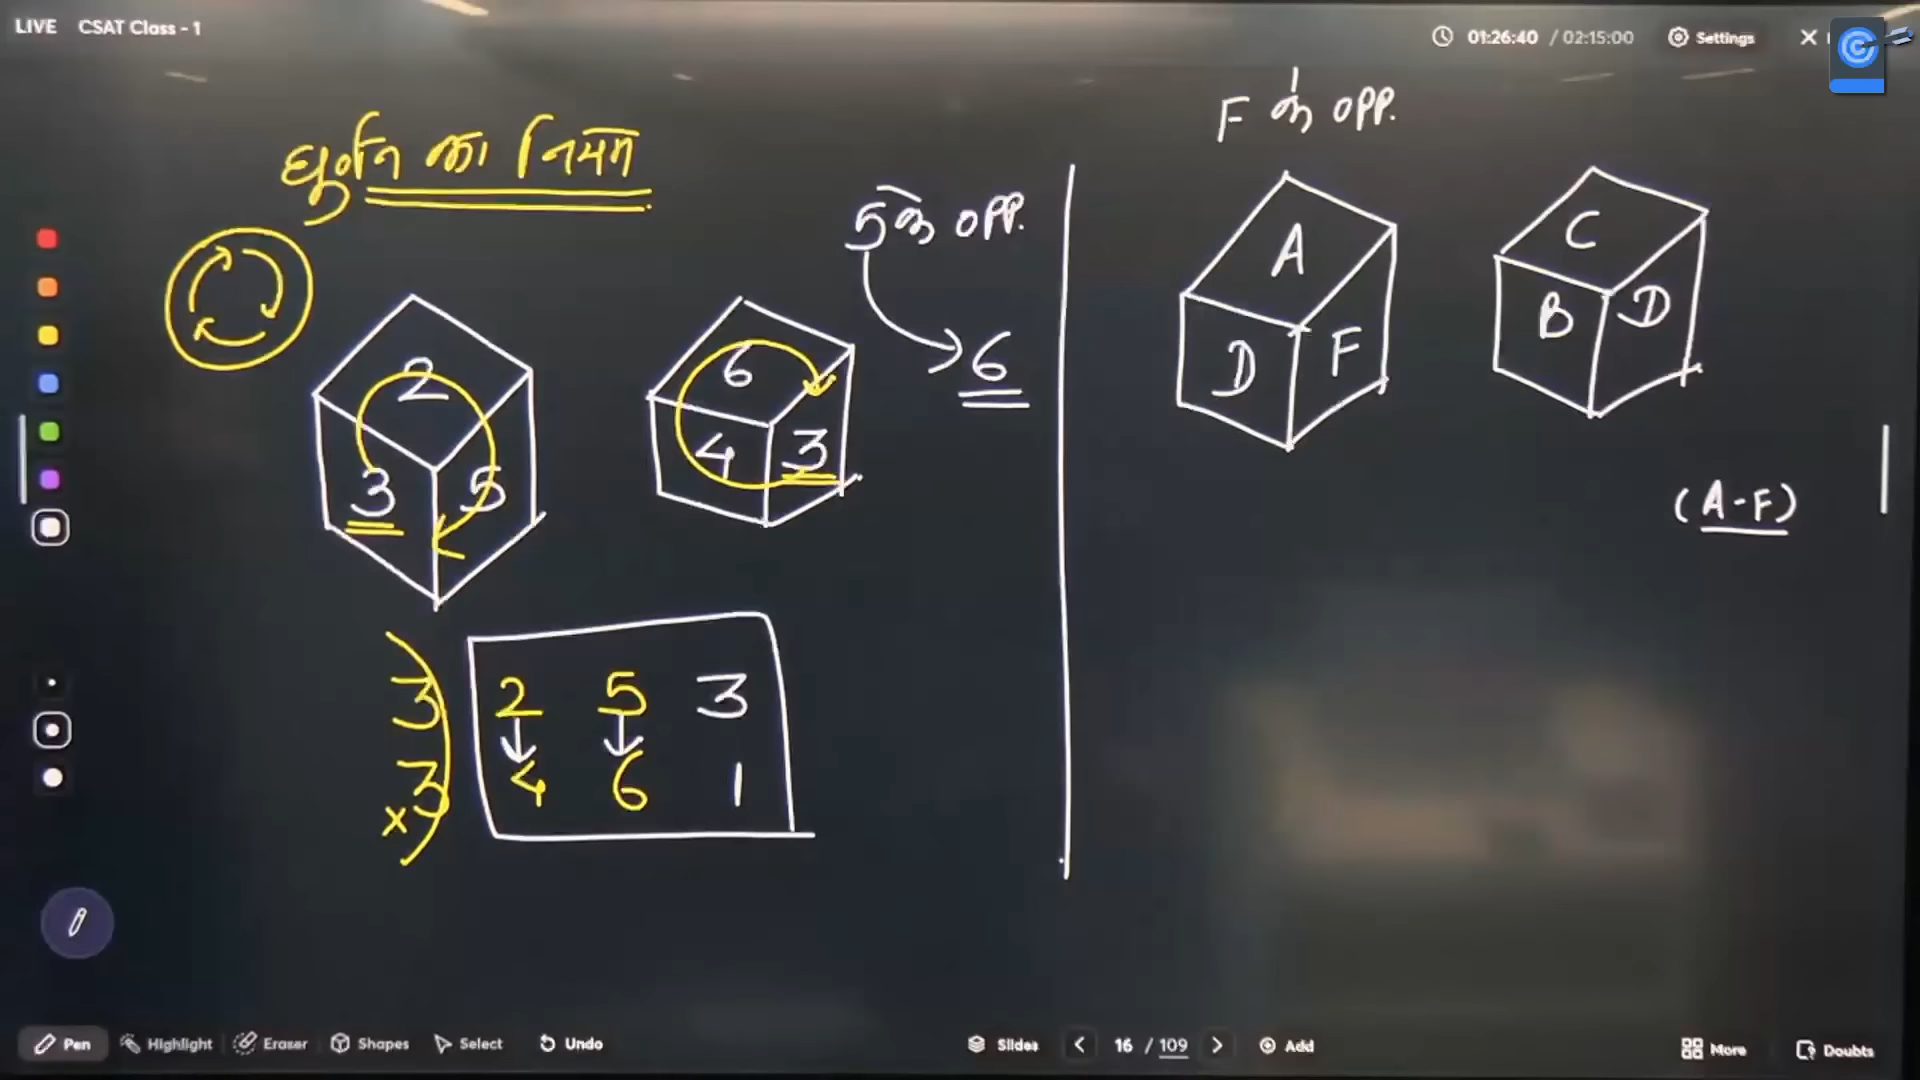 LIVE CSAT Class - 1
01:26:40 / 02:15:00 Settings
घुर्नन का नियम
5 के opp.
6
2
3 5
6
4 3
3 2 5 3
×3 4 6 1
F के opp.
A
D F
C
B D
(A-F)
Pen Highlight Eraser Shapes Select Undo Slides 16 / 109 Add More Doubts